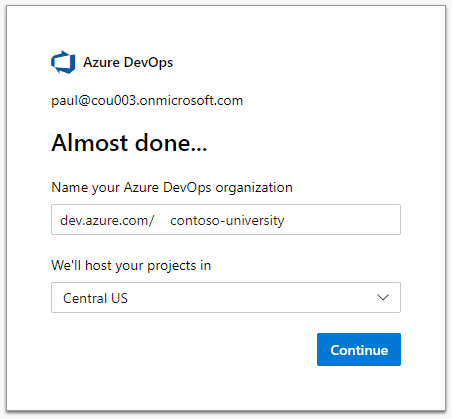 Azure DevOps
paul@cou003.onmicrosoft.com
Almost done...
Name your Azure DevOps organization
dev.azure.com/ contoso-university
We'll host your projects in
Central US
Continue